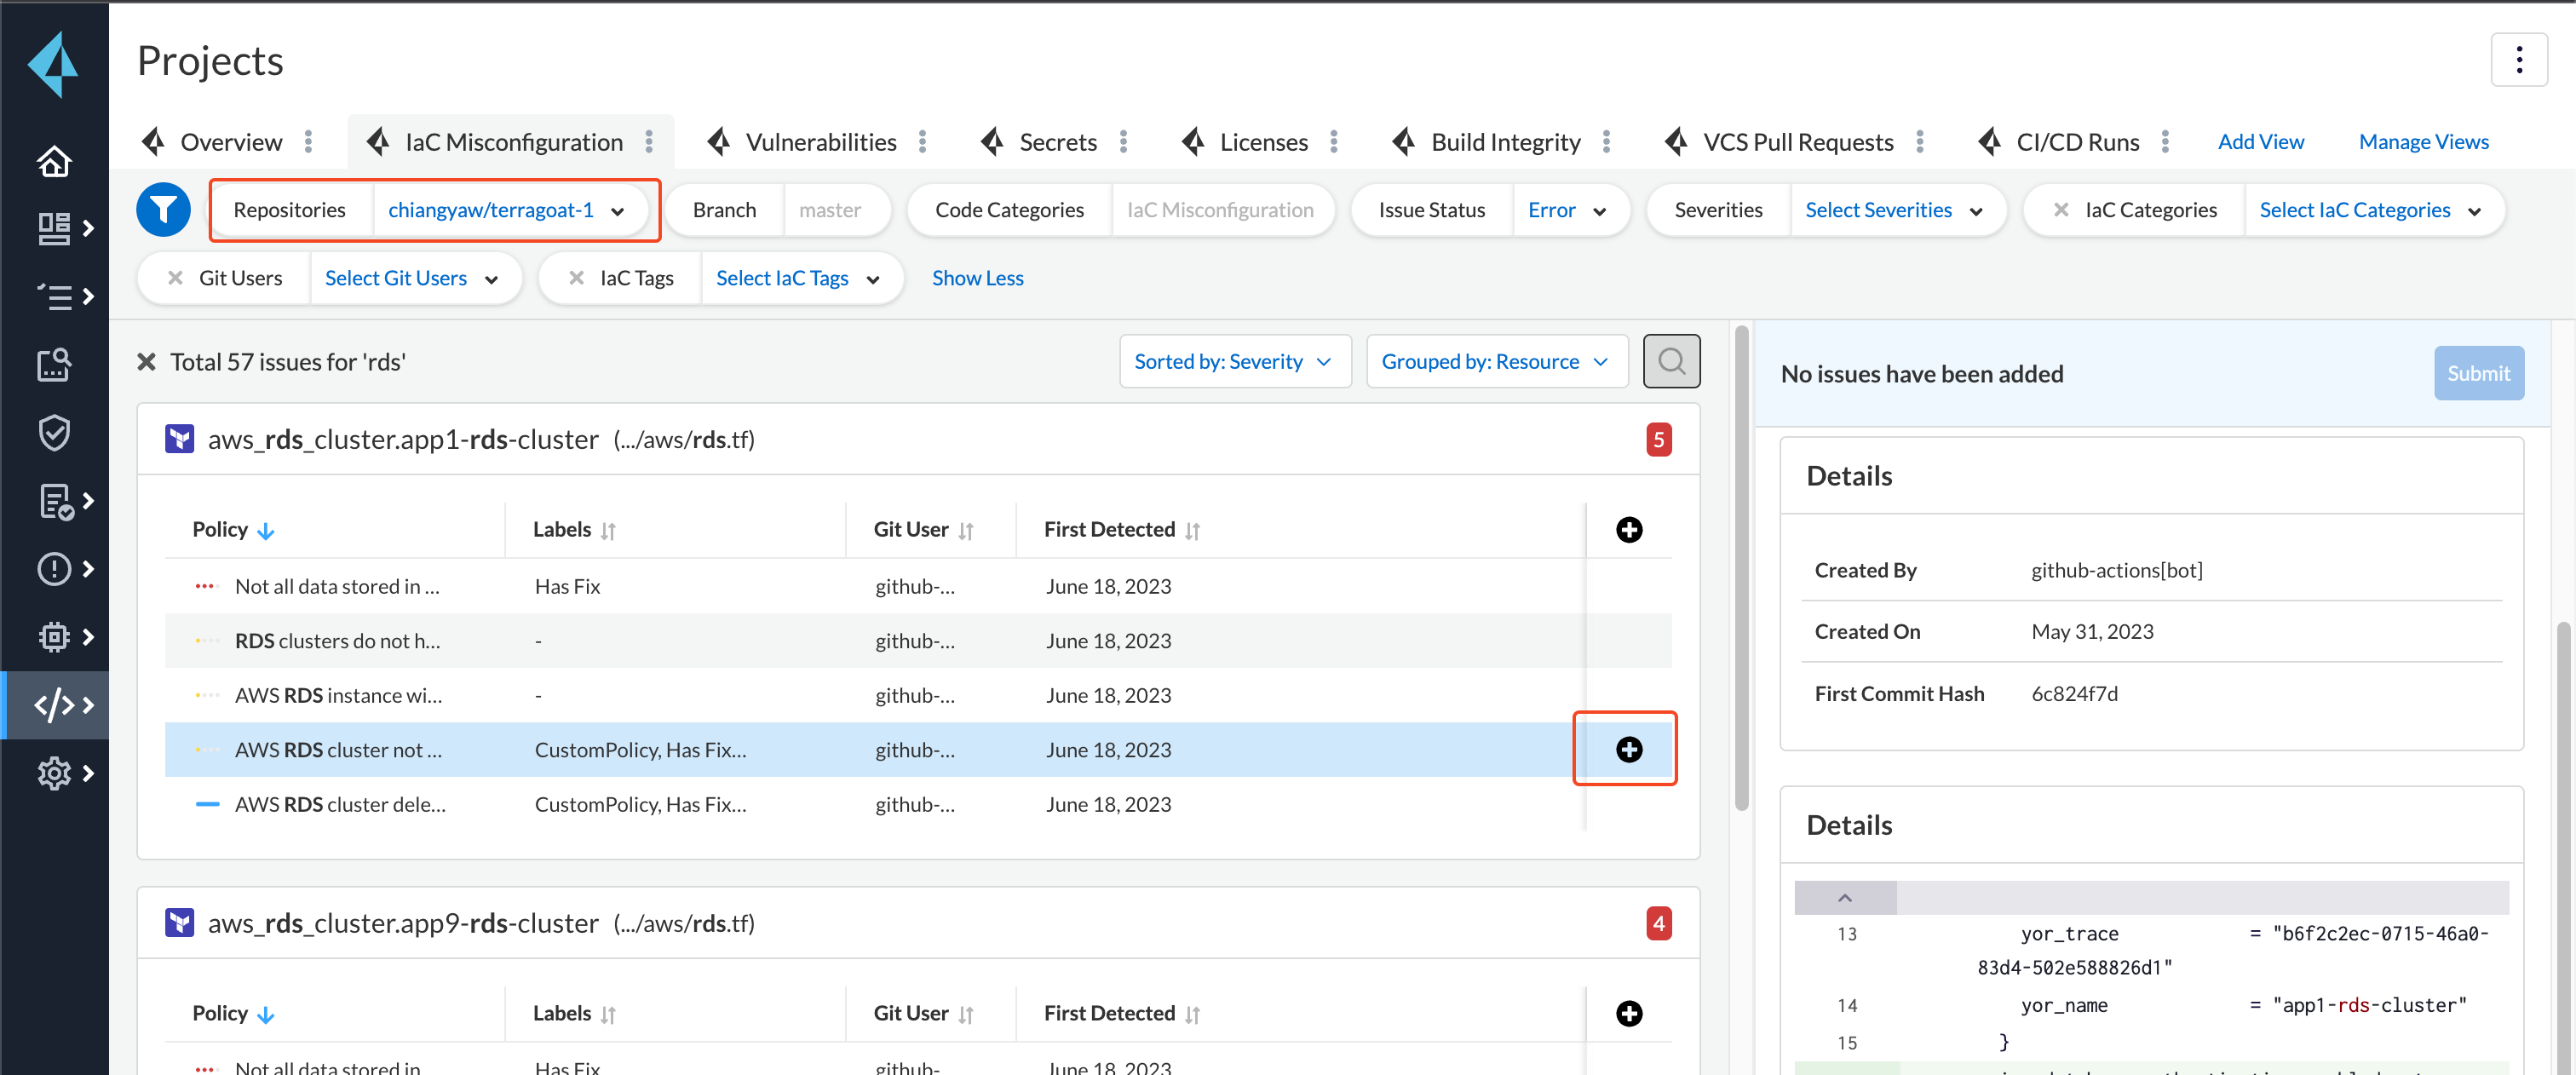 Projects
Overview IaC Misconfiguration Vulnerabilities Secrets Licenses Build Integrity VCS Pull Requests CI/CD Runs Add View Manage Views
Repositories chiangyaw/terragoat-1 Branch master Code Categories IaC Misconfiguration Issue Status Error Severities Select Severities IaC Categories Select IaC Categories
Git Users Select Git Users IaC Tags Select IaC Tags Show Less
Total 57 issues for 'rds' Sorted by: Severity Grouped by: Resource
aws_rds_cluster.app1-rds-cluster (.../aws/rds.tf) 5
Policy Labels Git User First Detected
Not all data stored in ... Has Fix github-... June 18, 2023
RDS clusters do not h... - github-... June 18, 2023
AWS RDS instance wi... - github-... June 18, 2023
AWS RDS cluster not ... CustomPolicy, Has Fix... github-... June 18, 2023
AWS RDS cluster dele... CustomPolicy, Has Fix... github-... June 18, 2023
aws_rds_cluster.app9-rds-cluster (.../aws/rds.tf) 4
Policy Labels Git User First Detected
Not all data stored in Has Fix github- June 18, 2023
No issues have been added Submit
Details
Created By github-actions[bot]
Created On May 31, 2023
First Commit Hash 6c824f7d
Details
13 yor_trace = "b6f2c2ec-0715-46a0-
83d4-502e588826d1"
14 yor_name = "app1-rds-cluster"
15 }